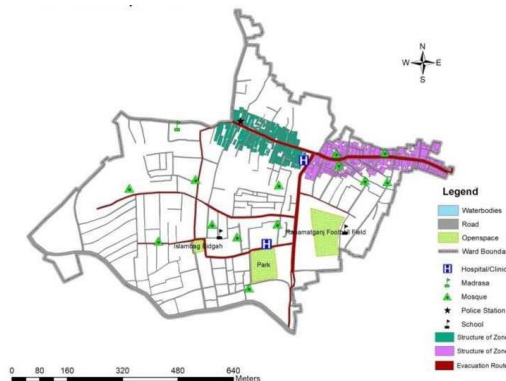 N
W E
S
Legend
Waterbodies
Road
Openspace
Ward Bounda
Hospital/Clinic
Madrasa
Mosque
Police Station
School
Structure of Zone
Structure of Zone
Evacuation Route
Rahamatganj Football Field
Islambag Eidgah
Park
0 80 160 320 480 640
Meters